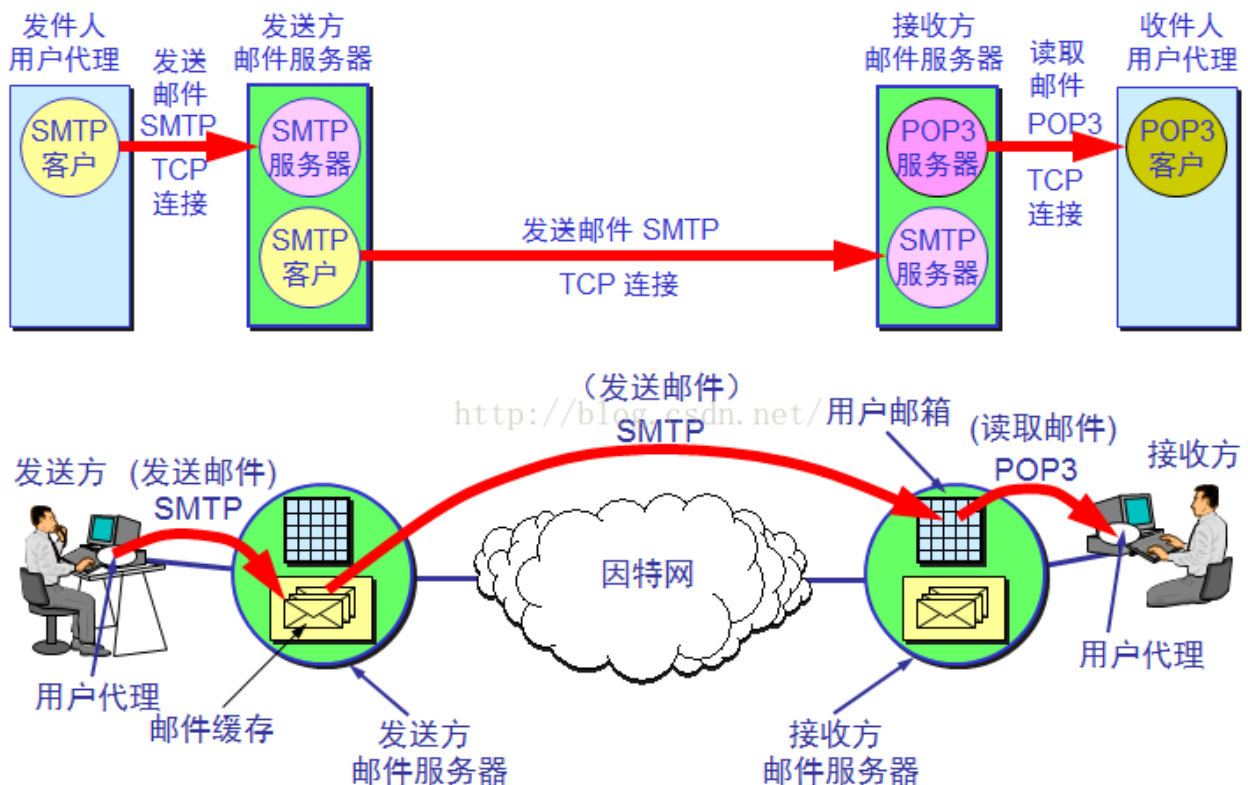 发件人
用户代理
发送
邮件
SMTP
TCP
连接
发送方
邮件服务器
SMTP
客户
SMTP
服务器
SMTP
客户
发送邮件 SMTP
TCP 连接
接收方
邮件服务器
POP3
服务器
SMTP
服务器
读取
邮件
POP3
TCP
连接
收件人
用户代理
POP3
客户
(发送邮件)
SMTP
http://blog.csdn.net/
用户邮箱
(读取邮件)
POP3
发送方
(发送邮件)
SMTP
接收方
因特网
用户代理
邮件缓存
发送方
邮件服务器
接收方
邮件服务器
用户代理